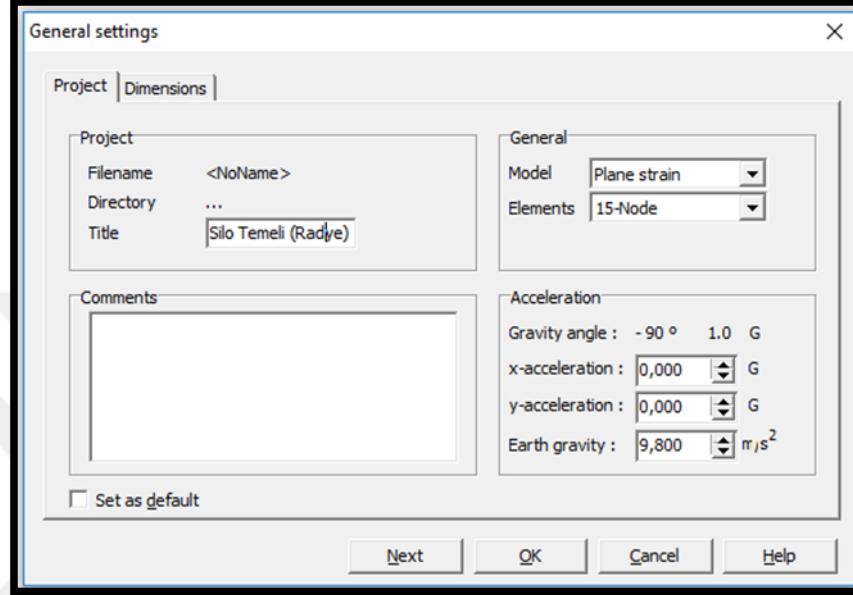 General settings
Project
Dimensions
Project
Filename <NoName>
Directory ...
Title Silo Temeli (Radye)
General
Model Plane strain
Elements 15-Node
Comments
Acceleration
Gravity angle : - 90 º 1.0 G
x-acceleration : 0,000 G
y-acceleration : 0,000 G
Earth gravity : 9,800 m/s²
Set as default
Next
OK
Cancel
Help